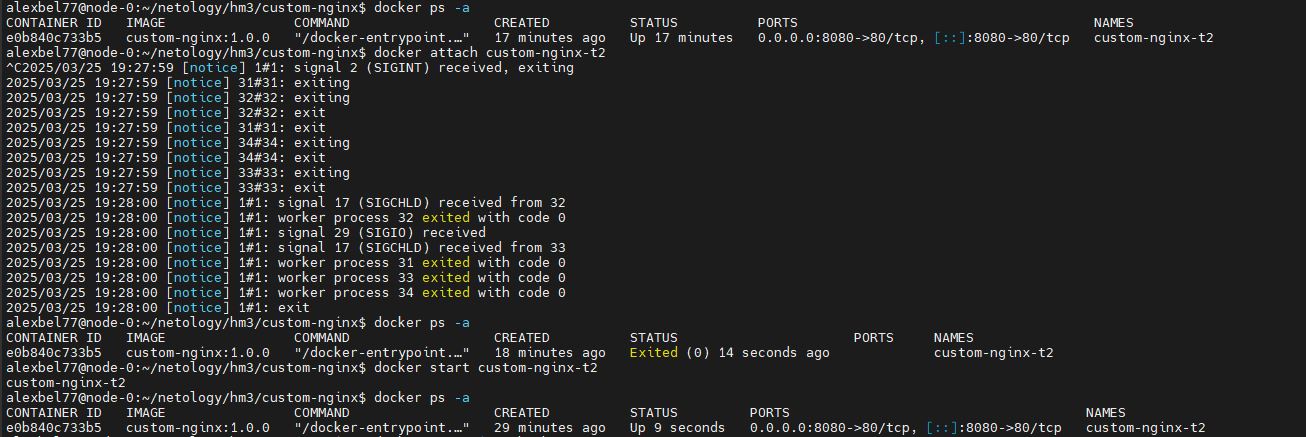 alexbel77@node-0:~/netology/hm3/custom-nginx$ docker ps -a
CONTAINER ID   IMAGE                COMMAND                  CREATED          STATUS          PORTS                                     NAMES
e0b840c733b5   custom-nginx:1.0.0   "/docker-entrypoint.…"   17 minutes ago   Up 17 minutes   0.0.0.0:8080->80/tcp, [::]:8080->80/tcp   custom-nginx-t2
alexbel77@node-0:~/netology/hm3/custom-nginx$ docker attach custom-nginx-t2
^C2025/03/25 19:27:59 [notice] 1#1: signal 2 (SIGINT) received, exiting
2025/03/25 19:27:59 [notice] 31#31: exiting
2025/03/25 19:27:59 [notice] 32#32: exiting
2025/03/25 19:27:59 [notice] 32#32: exit
2025/03/25 19:27:59 [notice] 31#31: exit
2025/03/25 19:27:59 [notice] 34#34: exiting
2025/03/25 19:27:59 [notice] 34#34: exit
2025/03/25 19:27:59 [notice] 33#33: exiting
2025/03/25 19:27:59 [notice] 33#33: exit
2025/03/25 19:28:00 [notice] 1#1: signal 17 (SIGCHLD) received from 32
2025/03/25 19:28:00 [notice] 1#1: worker process 32 exited with code 0
2025/03/25 19:28:00 [notice] 1#1: signal 29 (SIGIO) received
2025/03/25 19:28:00 [notice] 1#1: signal 17 (SIGCHLD) received from 33
2025/03/25 19:28:00 [notice] 1#1: worker process 31 exited with code 0
2025/03/25 19:28:00 [notice] 1#1: worker process 33 exited with code 0
2025/03/25 19:28:00 [notice] 1#1: worker process 34 exited with code 0
2025/03/25 19:28:00 [notice] 1#1: exit
alexbel77@node-0:~/netology/hm3/custom-nginx$ docker ps -a
CONTAINER ID   IMAGE                COMMAND                  CREATED          STATUS                      PORTS     NAMES
e0b840c733b5   custom-nginx:1.0.0   "/docker-entrypoint.…"   18 minutes ago   Exited (0) 14 seconds ago             custom-nginx-t2
alexbel77@node-0:~/netology/hm3/custom-nginx$ docker start custom-nginx-t2
custom-nginx-t2
alexbel77@node-0:~/netology/hm3/custom-nginx$ docker ps -a
CONTAINER ID   IMAGE                COMMAND                  CREATED          STATUS         PORTS                                     NAMES
e0b840c733b5   custom-nginx:1.0.0   "/docker-entrypoint.…"   29 minutes ago   Up 9 seconds   0.0.0.0:8080->80/tcp, [::]:8080->80/tcp   custom-nginx-t2